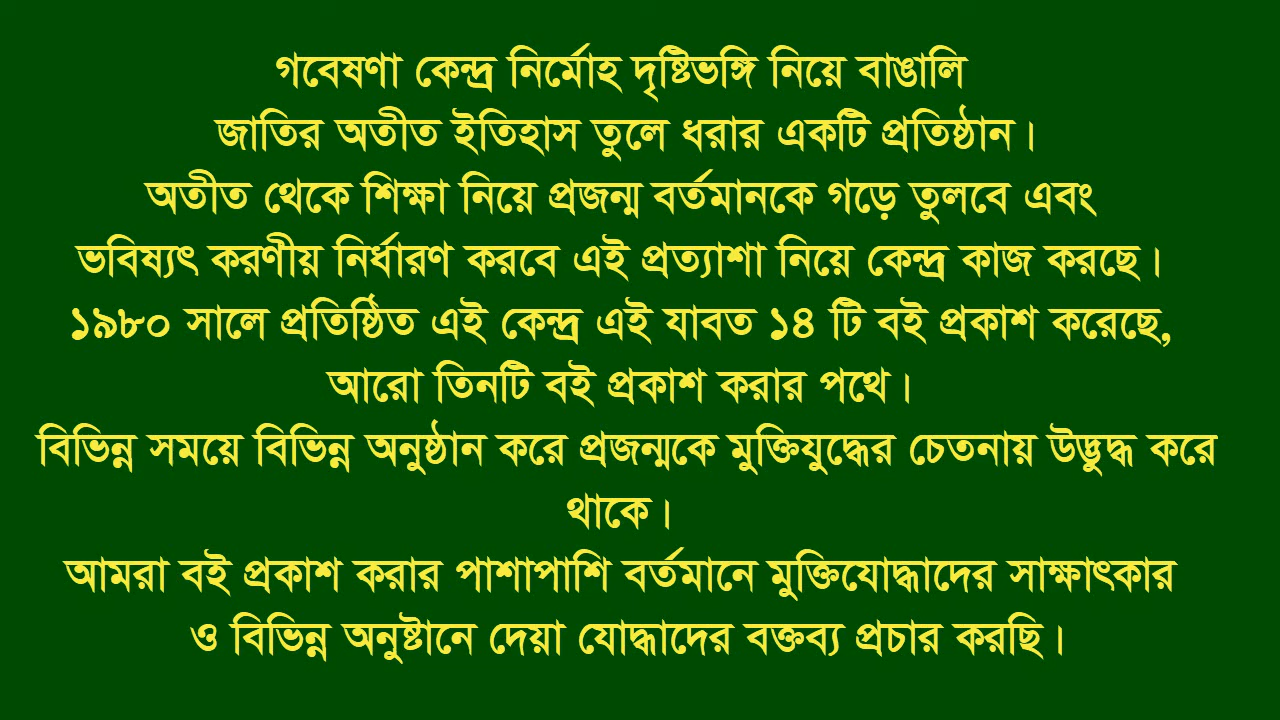 গবেষণা কেন্দ্র নির্মোহ দৃষ্টিভঙ্গি নিয়ে বাঙালি
জাতির অতীত ইতিহাস তুলে ধরার একটি প্রতিষ্ঠান।
অতীত থেকে শিক্ষা নিয়ে প্রজন্ম বর্তমানকে গড়ে তুলবে এবং
ভবিষ্যৎ করণীয় নির্ধারণ করবে এই প্রত্যাশা নিয়ে কেন্দ্র কাজ করছে।
১৯৮০ সালে প্রতিষ্ঠিত এই কেন্দ্র এই যাবত ১৪ টি বই প্রকাশ করেছে,
আরো তিনটি বই প্রকাশ করার পথে।
বিভিন্ন সময়ে বিভিন্ন অনুষ্ঠান করে প্রজন্মকে মুক্তিযুদ্ধের চেতনায় উদ্ভুদ্ধ করে
থাকে।
আমরা বই প্রকাশ করার পাশাপাশি বর্তমানে মুক্তিযোদ্ধাদের সাক্ষাৎকার
ও বিভিন্ন অনুষ্টানে দেয়া যোদ্ধাদের বক্তব্য প্রচার করছি।